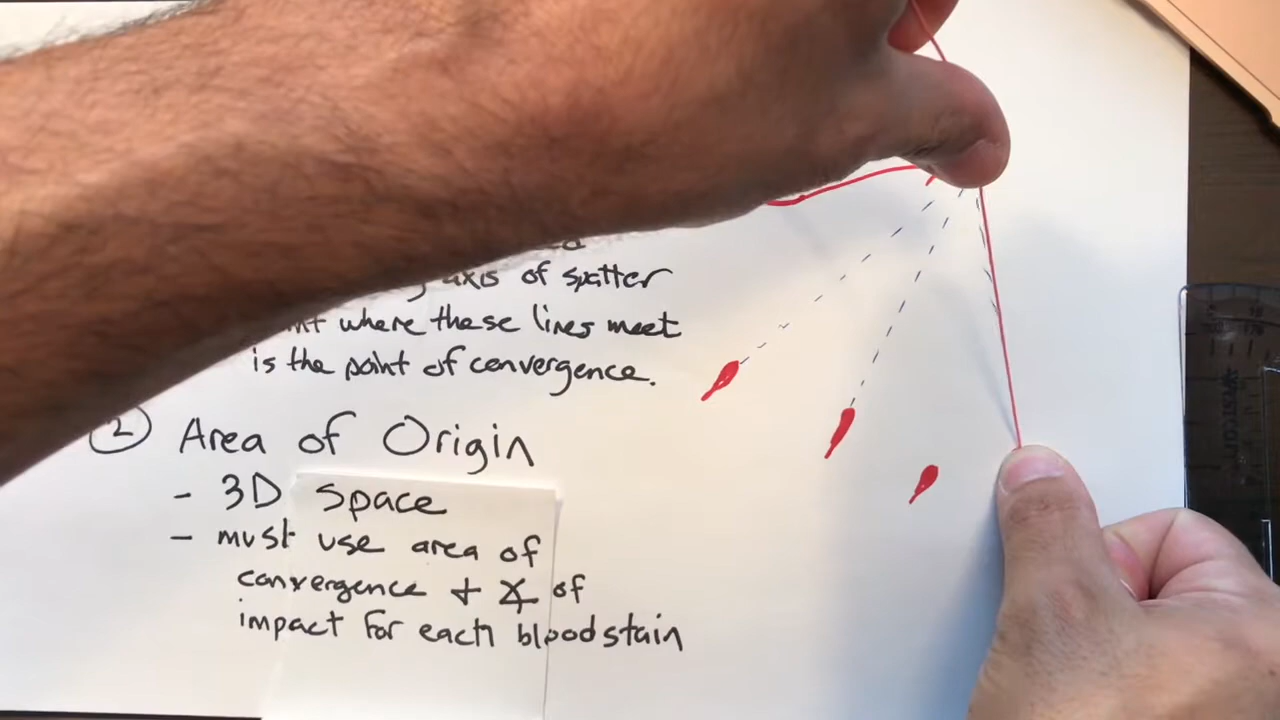 axis of spatter
where these lines meet
is the point of convergence.
2 Area of Origin
- 3D space
- must use area of
convergence + ∡ of
impact for each bloodstain
WESTCOTT